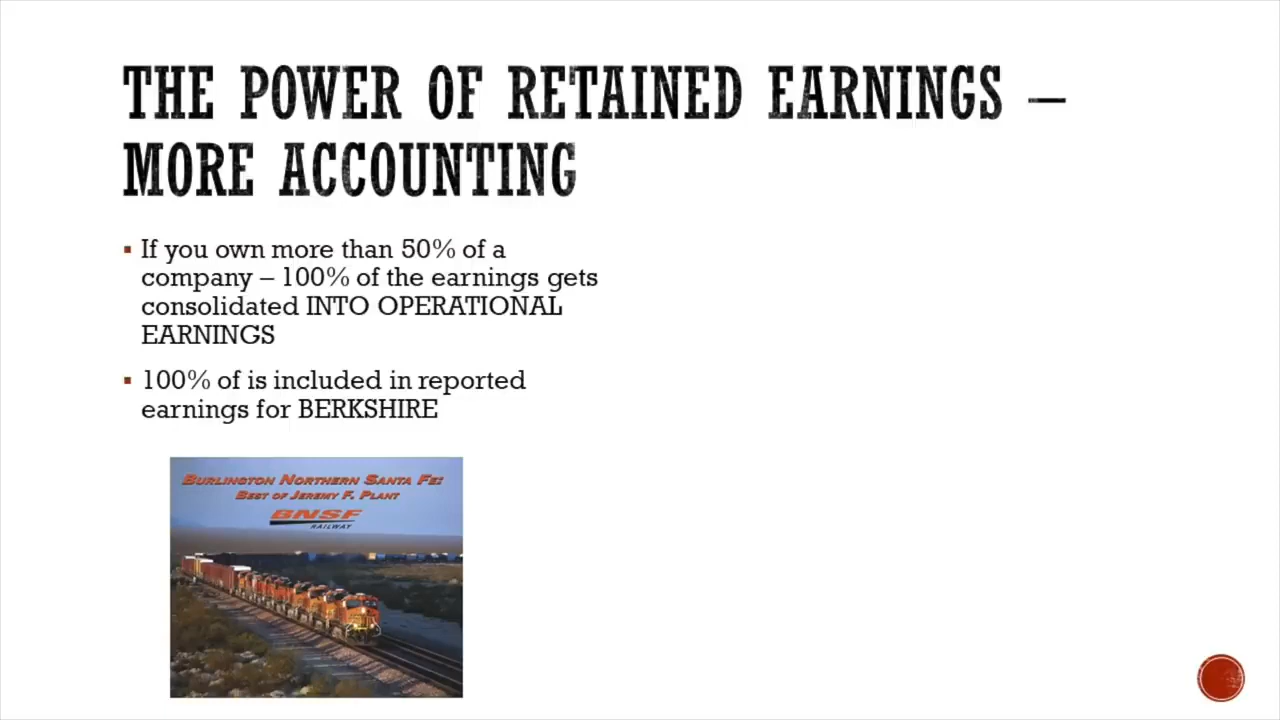 THE POWER OF RETAINED EARNINGS –
MORE ACCOUNTING
If you own more than 50% of a
company – 100% of the earnings gets
consolidated INTO OPERATIONAL
EARNINGS
100% of is included in reported
earnings for BERKSHIRE
BURLINGTON NORTHERN SANTA FE:
BEST OF JEREMY F. PLANT
BNSF
RAILWAY